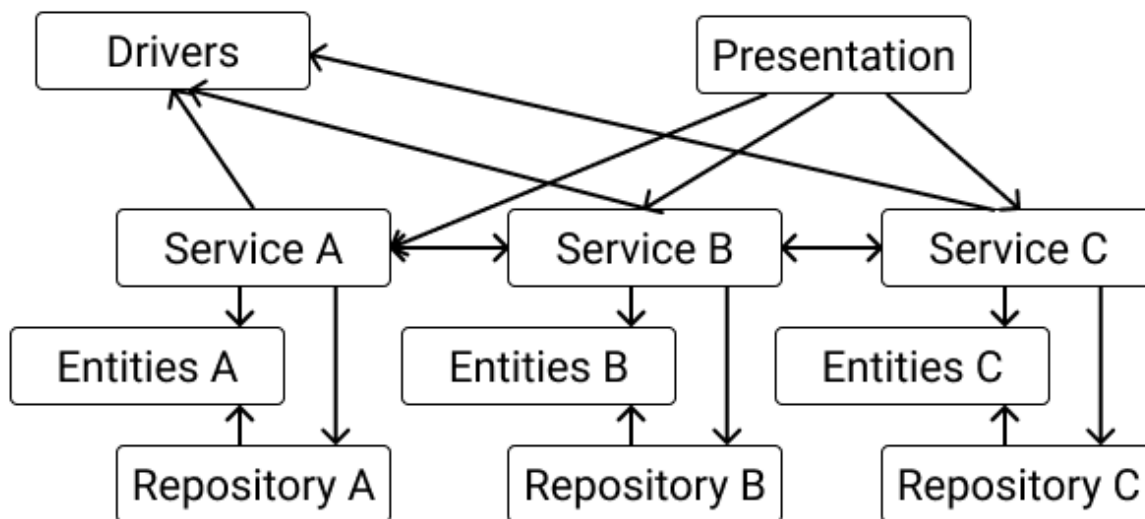 Drivers
Presentation
Service A
Service B
Service C
Entities A
Entities B
Entities C
Repository A
Repository B
Repository C